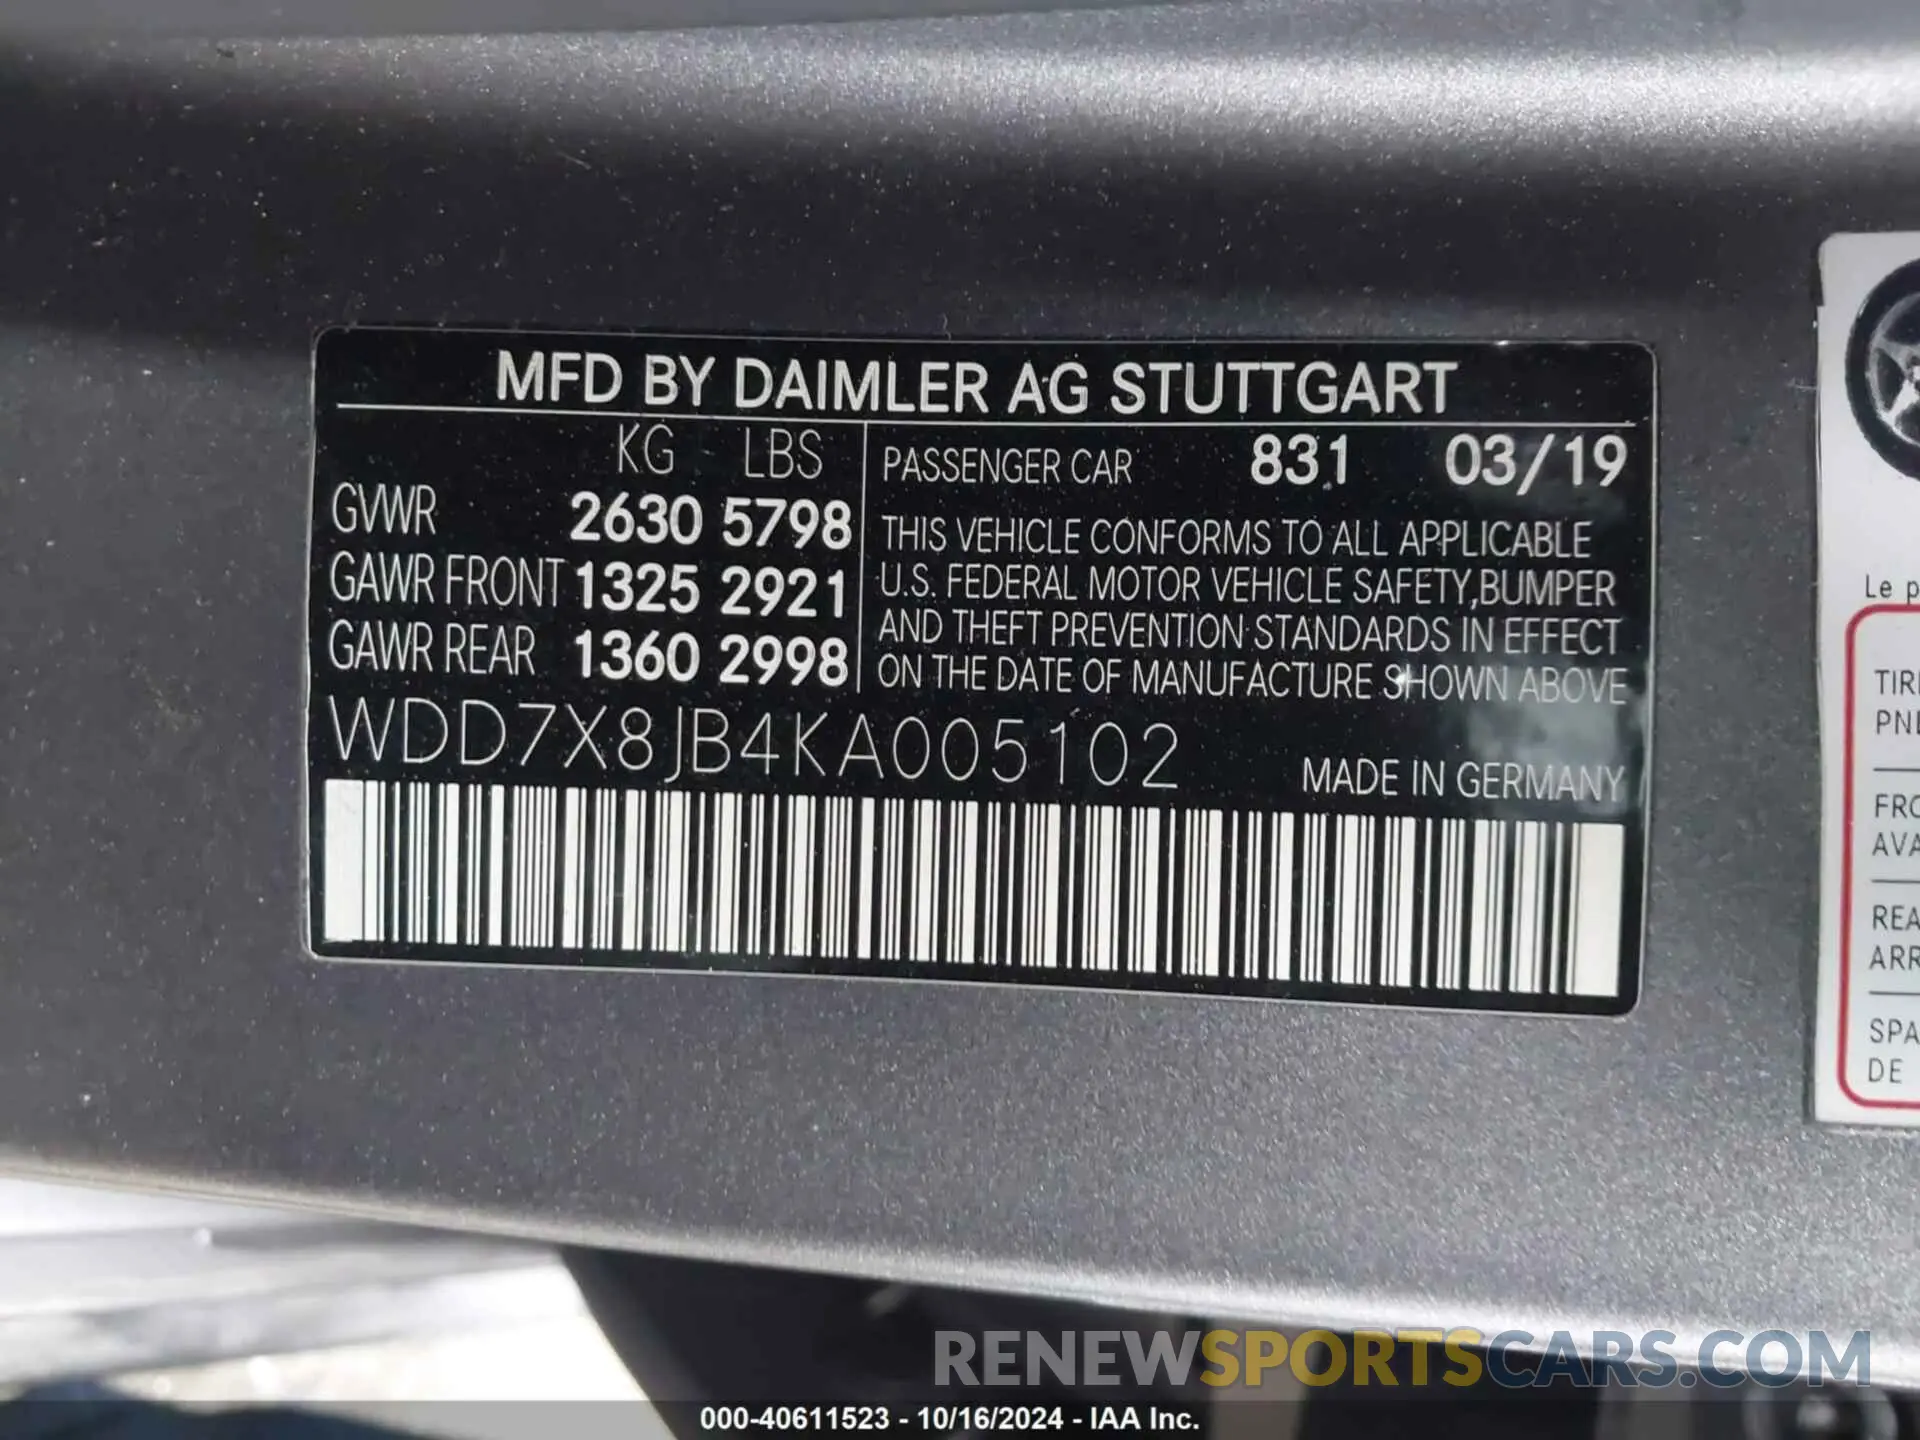 MFD BY DAIMLER AG STUTTGART
KG LBS
GVWR 2630 5798
GAWR FRONT 1325 2921
GAWR REAR 1360 2998
PASSENGER CAR 831 03/19
THIS VEHICLE CONFORMS TO ALL APPLICABLE
U.S. FEDERAL MOTOR VEHICLE SAFETY,BUMPER
AND THEFT PREVENTION STANDARDS IN EFFECT
ON THE DATE OF MANUFACTURE SHOWN ABOVE
WDD7X8JB4KA005102
MADE IN GERMANY
Le
DE
RENEWSPORTSCARS.COM
000-40611523 - 10/16/2024 - IAA Inc.